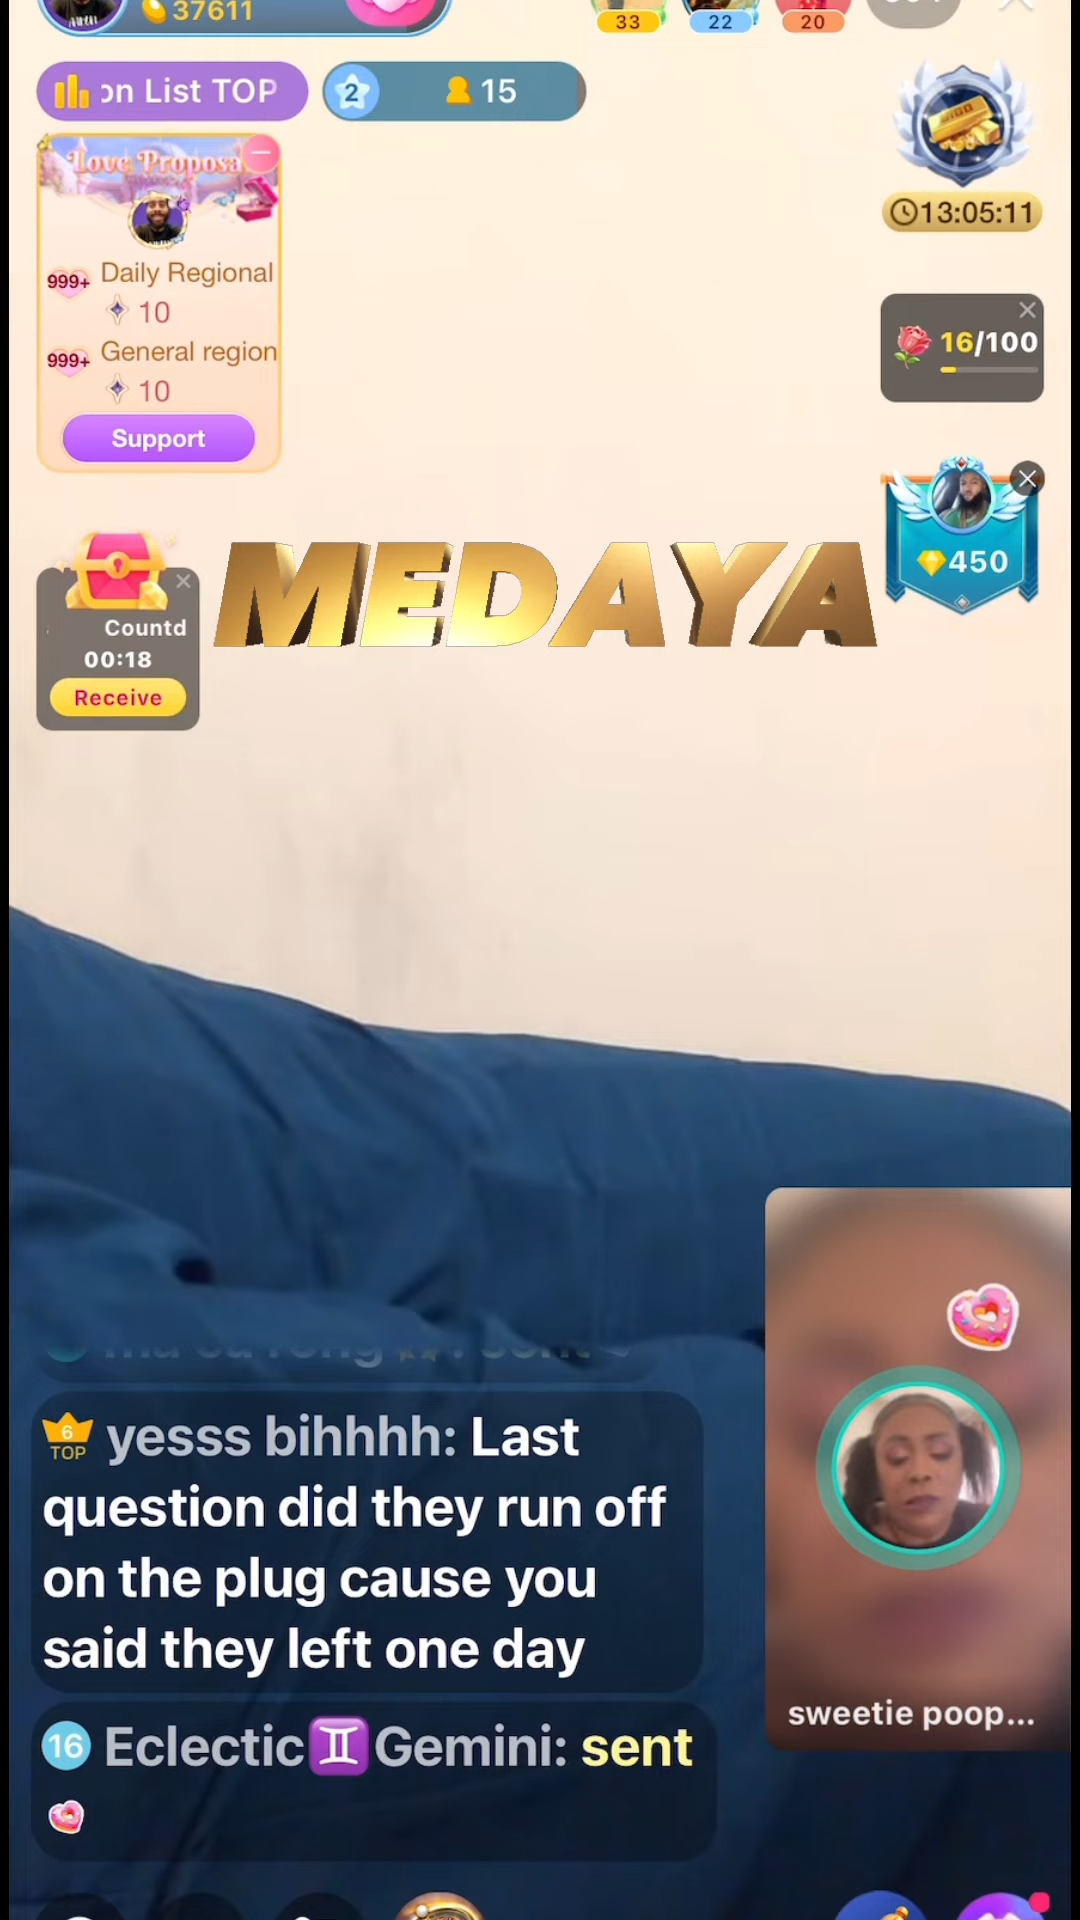 37611
33
22
20
on List TOP
2
15
13:05:11
Love Proposa
999+ Daily Regional
10
999+ General region
10
Support
16/100
450
MEDAYA
Countd
00:18
Receive
6
TOP
yesss bihhhh: Last
question did they run off
on the plug cause you
said they left one day
sweetie poop...
16 Eclectic♊Gemini: sent